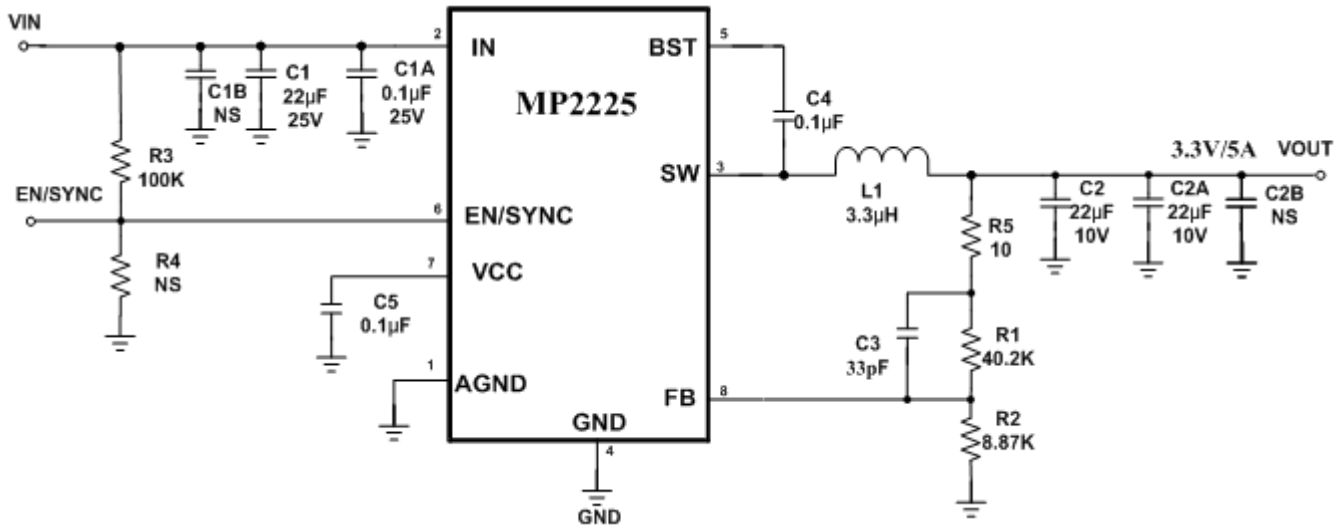 VIN
2
IN
C1B
NS
C1
22µF
25V
C1A
0.1µF
25V
MP2225
BST
5
C4
0.1µF
R3
100K
SW
3
L1
3.3µH
3.3V/5A
VOUT
C2
22µF
10V
C2A
22µF
10V
C2B
NS
EN/SYNC
6
EN/SYNC
R5
10
R4
NS
7
VCC
C5
0.1µF
C3
33pF
R1
40.2K
1
AGND
FB
8
R2
8.87K
GND
4
GND